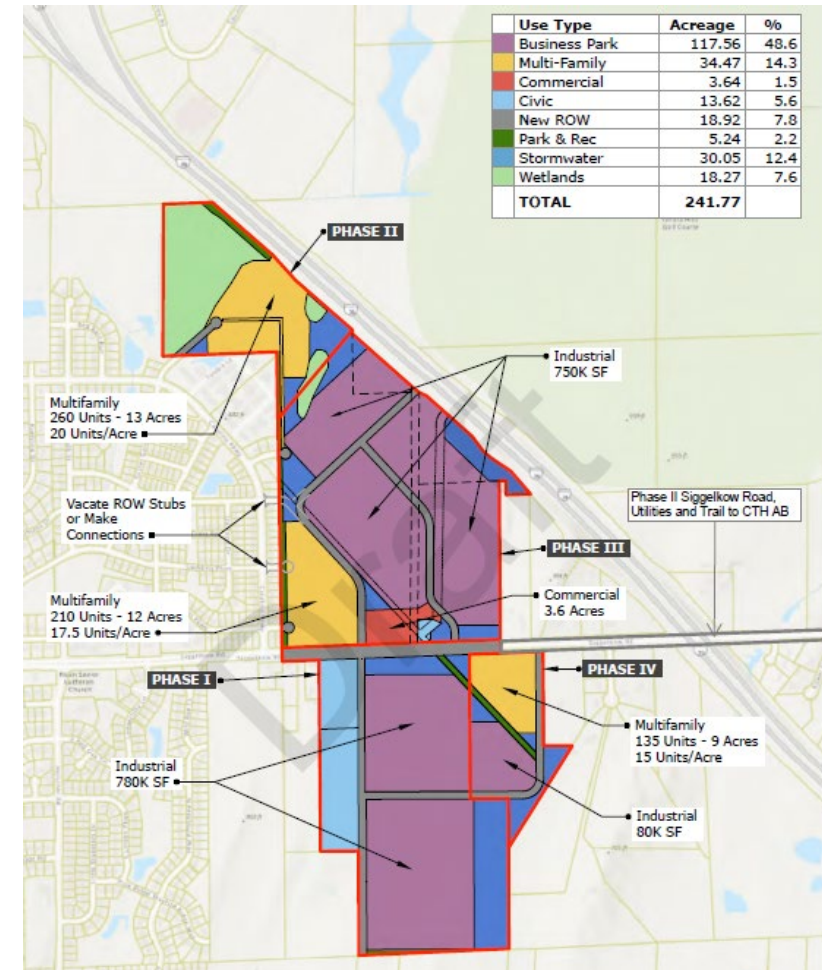 Use Type Acreage %
Business Park 117.56 48.6
Multi-Family 34.47 14.3
Commercial 3.64 1.5
Civic 13.62 5.6
New ROW 18.92 7.8
Park & Rec 5.24 2.2
Stormwater 30.05 12.4
Wetlands 18.27 7.6
TOTAL 241.77
PHASE II
Industrial
750K SF
Multifamily
260 Units - 13 Acres
20 Units/Acre
Vacate ROW Stubs
or Make
Connections
Phase II Siggelkow Road,
Utilities and Trail to CTH AB
PHASE III
Multifamily
210 Units - 12 Acres
17.5 Units/Acre
Commercial
3.6 Acres
PHASE I
PHASE IV
Multifamily
135 Units - 9 Acres
15 Units/Acre
Industrial
780K SF
Industrial
80K SF
Draft